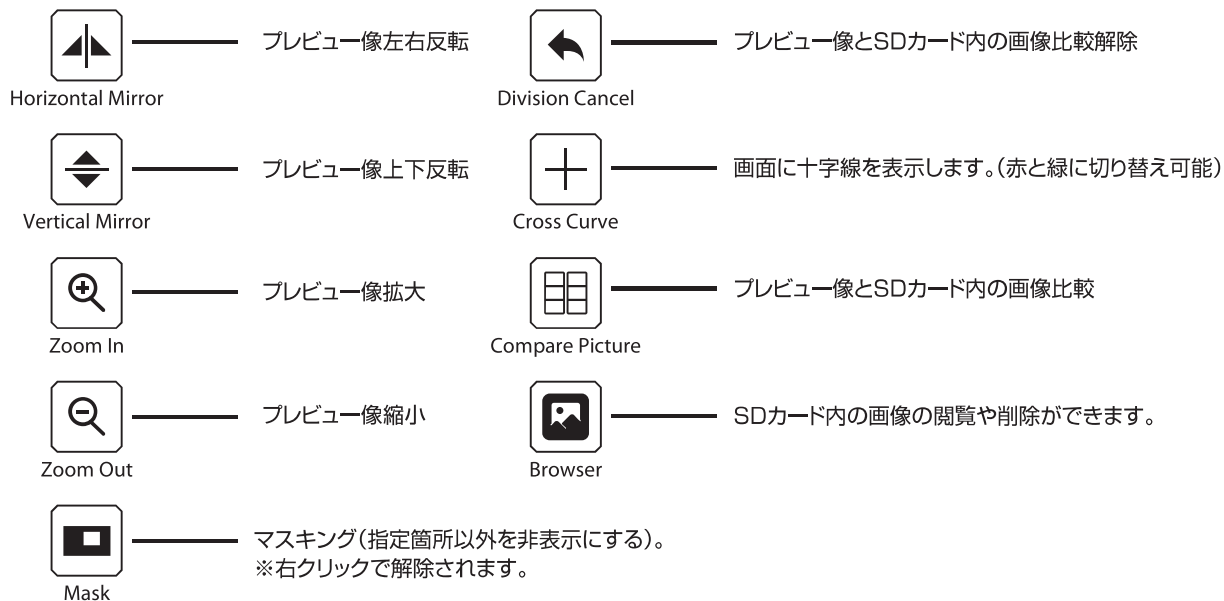 プレビュー像左右反転
Horizontal Mirror
プレビュー像上下反転
Vertical Mirror
プレビュー像拡大
Zoom In
プレビュー像縮小
Zoom Out
マスキング（指定箇所以外を非表示にする）。
※右クリックで解除されます。
Mask
プレビュー像とSDカード内の画像比較解除
Division Cancel
画面に十字線を表示します。（赤と緑に切り替え可能）
Cross Curve
プレビュー像とSDカード内の画像比較
Compare Picture
SDカード内の画像の閲覧や削除ができます。
Browser